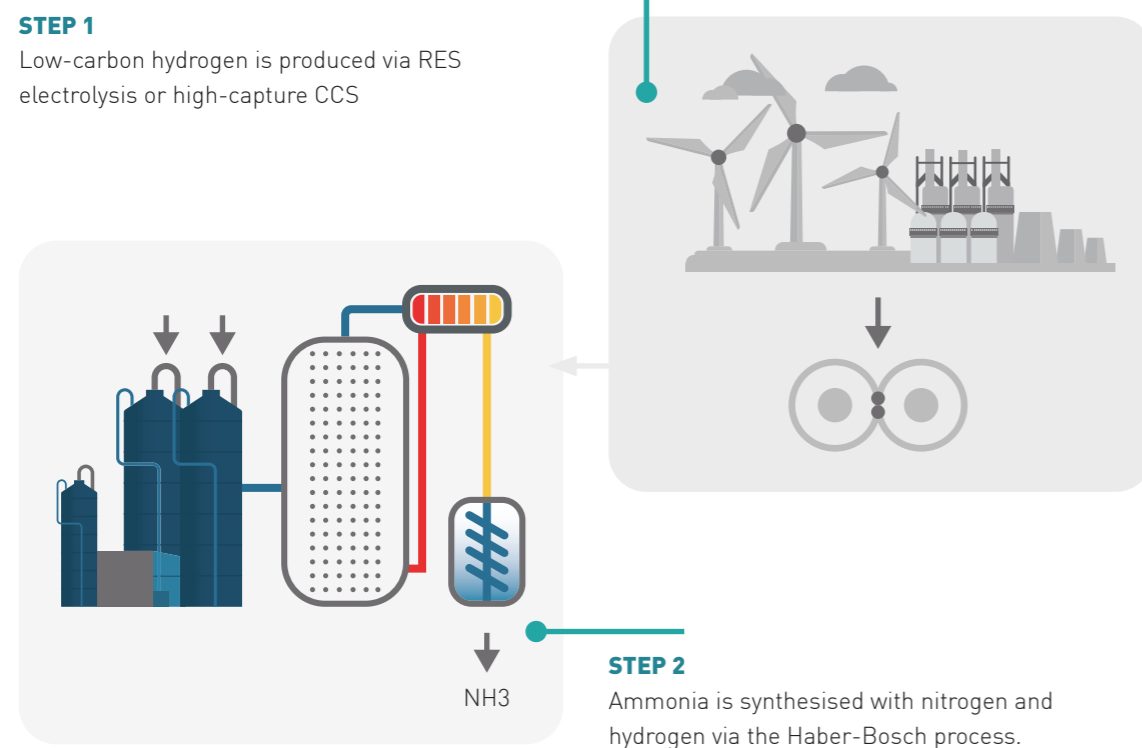 STEP 1
Low-carbon hydrogen is produced via RES
electrolysis or high-capture CCS
NH3
STEP 2
Ammonia is synthesised with nitrogen and
hydrogen via the Haber-Bosch process.